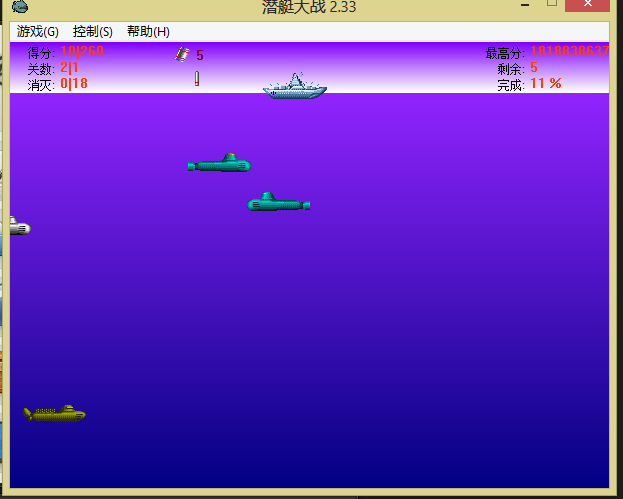 潜艇大战 2.33
游戏(G) 控制(S) 帮助(H)
得分: 10|260 5 最高分: 1818838637
关数: 2|1 剩余: 5
消灭: 0|18 完成: 11 %